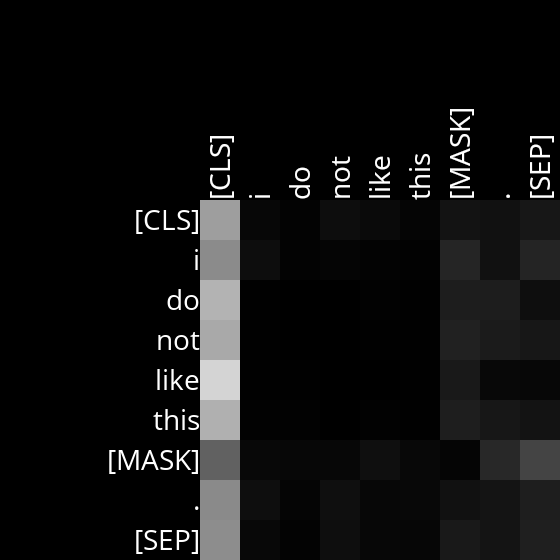 [CLS] i do not like this [MASK] . [SEP]
[CLS]
i
do
not
like
this
[MASK]
.
[SEP]